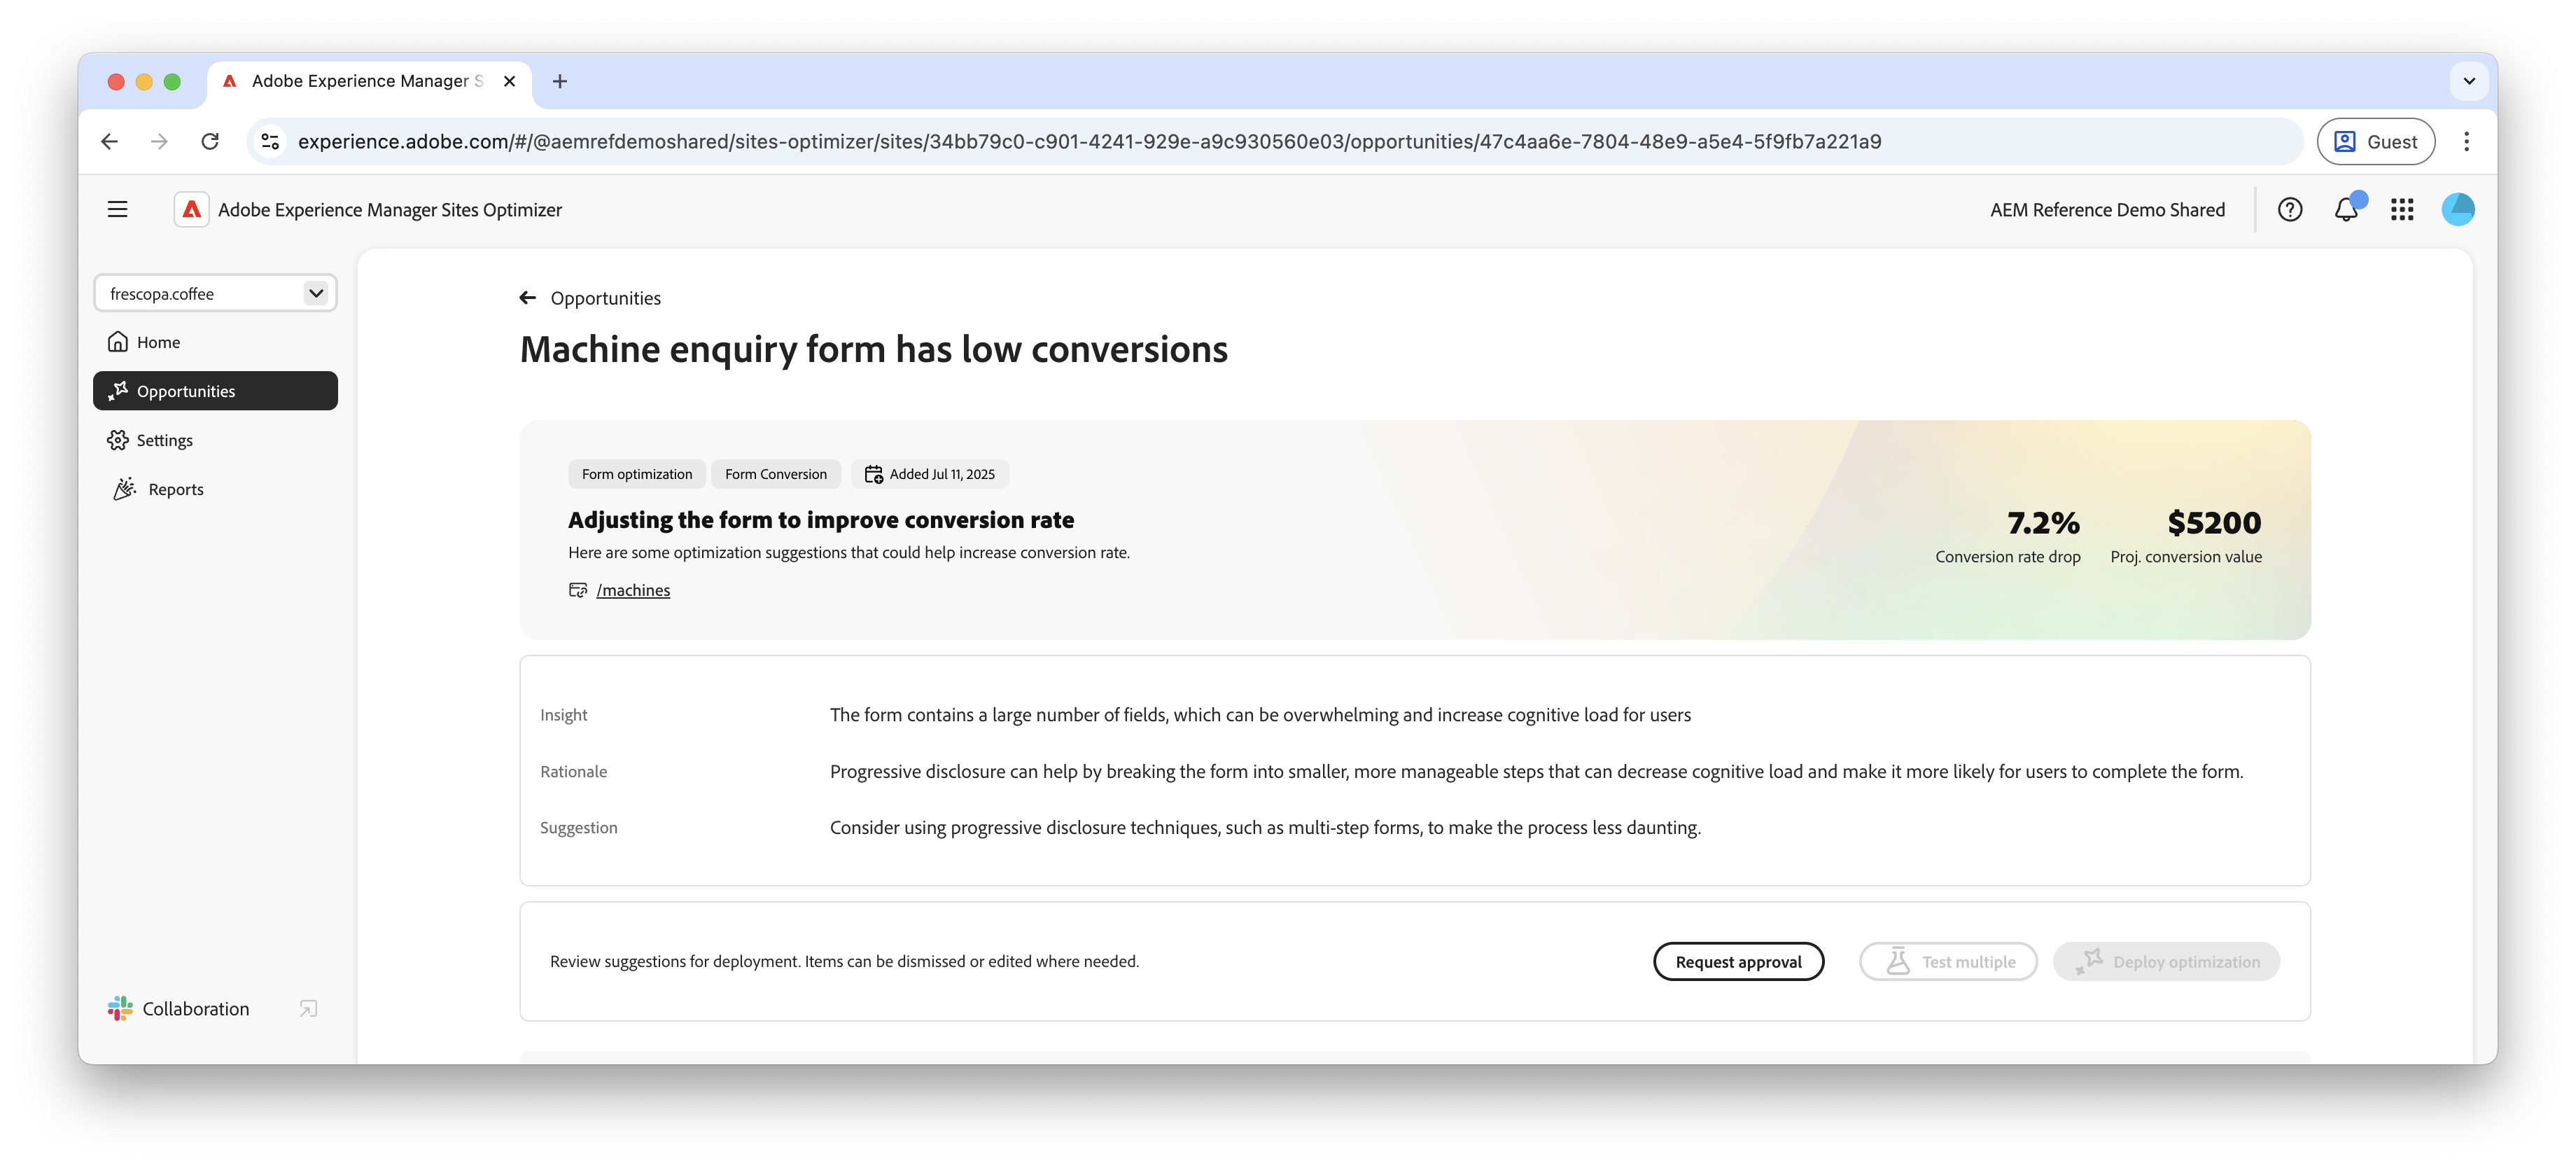 Adobe Experience Manager S
experience.adobe.com/#/@aemrefdemoshared/sites-optimizer/sites/34bb79c0-c901-4241-929e-a9c930560e03/opportunities/47c4aa6e-7804-48e9-a5e4-5f9fb7a221a9
Guest
Adobe Experience Manager Sites Optimizer
AEM Reference Demo Shared
frescopa.coffee
Home
Opportunities
Settings
Reports
Collaboration
Opportunities
Machine enquiry form has low conversions
Form optimization
Form Conversion
Added Jul 11, 2025
Adjusting the form to improve conversion rate
Here are some optimization suggestions that could help increase conversion rate.
/machines
7.2%
Conversion rate drop
$5200
Proj. conversion value
Insight
The form contains a large number of fields, which can be overwhelming and increase cognitive load for users
Rationale
Progressive disclosure can help by breaking the form into smaller, more manageable steps that can decrease cognitive load and make it more likely for users to complete the form.
Suggestion
Consider using progressive disclosure techniques, such as multi-step forms, to make the process less daunting.
Review suggestions for deployment. Items can be dismissed or edited where needed.
Request approval
Test multiple
Deploy optimization